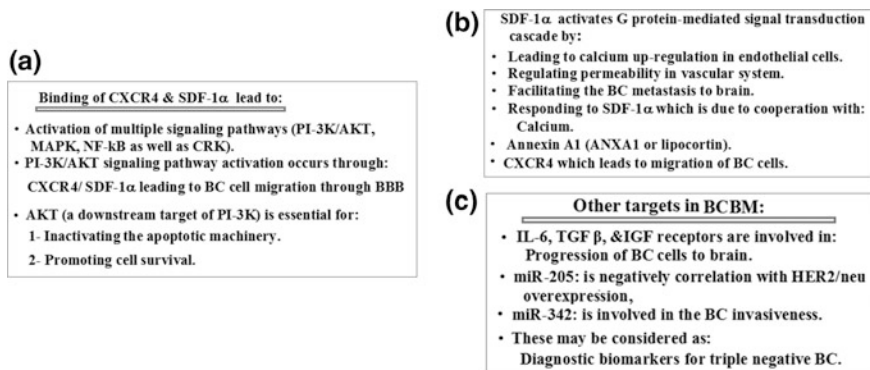 (a)
Binding of CXCR4 & SDF-1α lead to:
• Activation of multiple signaling pathways (PI-3K/AKT,
MAPK, NF-kB as well as CRK).
• PI-3K/AKT signaling pathway activation occurs through:
CXCR4/ SDF-1α leading to BC cell migration through BBB
• AKT (a downstream target of PI-3K) is essential for:
1- Inactivating the apoptotic machinery.
2- Promoting cell survival.
(b)
SDF-1α activates G protein-mediated signal transduction
cascade by:
• Leading to calcium up-regulation in endothelial cells.
• Regulating permeability in vascular system.
• Facilitating the BC metastasis to brain.
• Responding to SDF-1α which is due to cooperation with:
Calcium.
• Annexin A1 (ANXA1 or lipocortin).
• CXCR4 which leads to migration of BC cells.
(c)
Other targets in BCBM:
• IL-6, TGF β, &IGF receptors are involved in:
Progression of BC cells to brain.
• miR-205: is negatively correlation with HER2/neu
overexpression,
• miR-342: is involved in the BC invasiveness.
• These may be considered as:
Diagnostic biomarkers for triple negative BC.